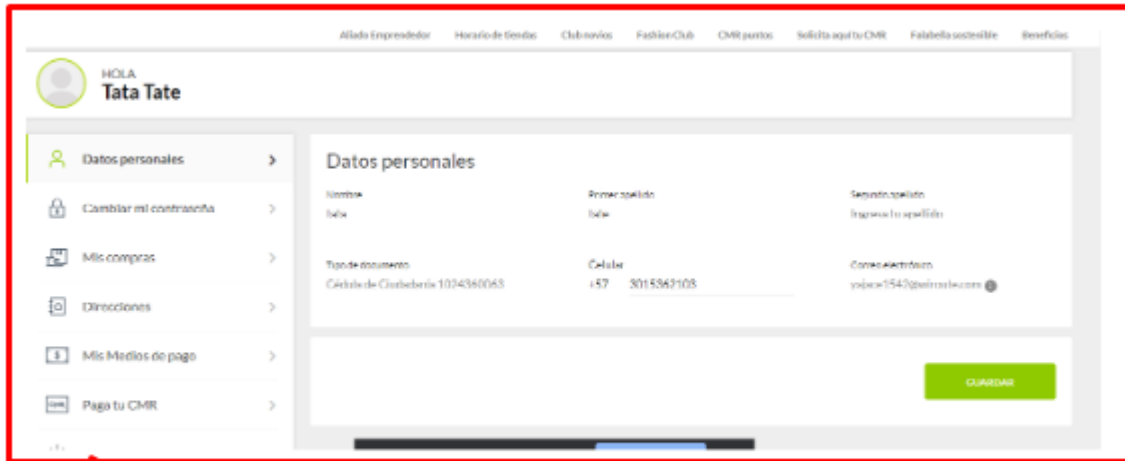 Aliado Emprendedor Horario de tiendas Club novios Fashion Club CMR puntos Solicita aquí tu CMR Falabella sostenible Beneficios
HOLA
Tata Tate
Datos personales
Cambiar mi contraseña
Mis compras
Direcciones
Mis Medios de pago
Paga tu CMR
Datos personales
Nombre Primer apellido Segundo apellido
Ingresa tu apellido
Tipo de documento Celular Correo electrónico
Cédula de Ciudadanía 1024360063 +57 3015362103
GUARDAR